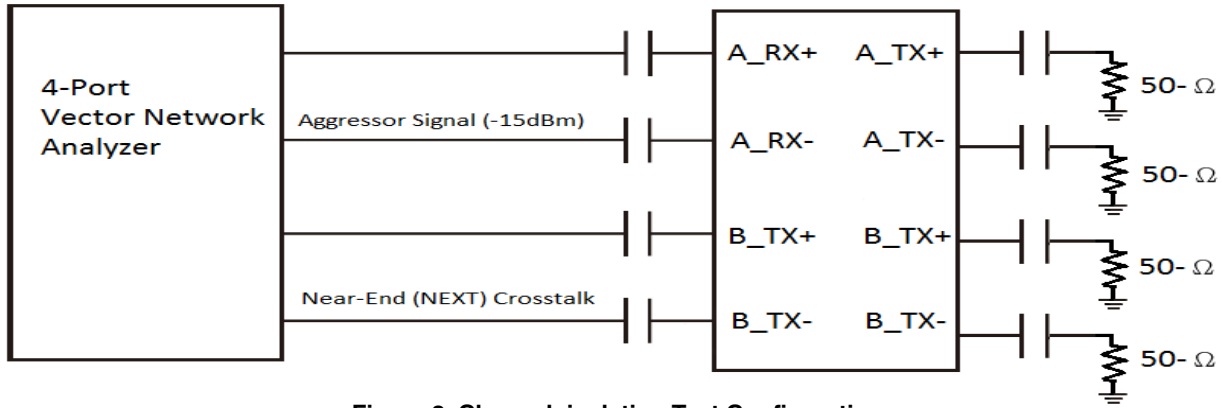 4-Port
Vector Network
Analyzer
Aggressor Signal (-15dBm)
Near-End (NEXT) Crosstalk
A_RX+ A_TX+
A_RX- A_TX-
B_TX+ B_TX+
B_TX- B_TX-
50- Ω
50- Ω
50- Ω
50- Ω